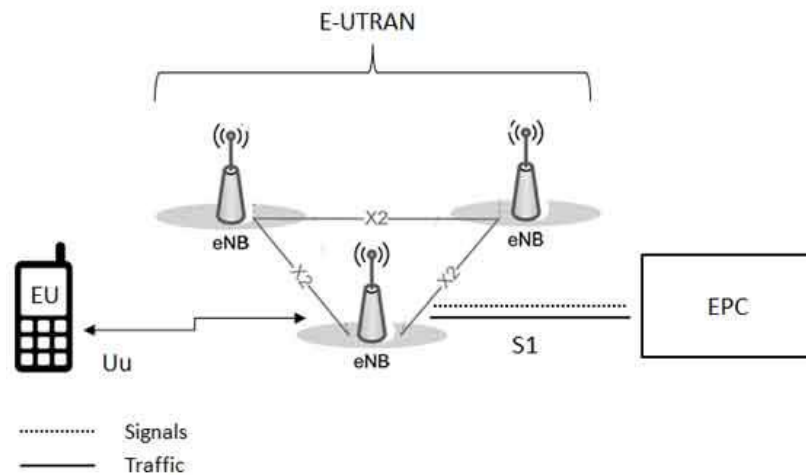 E-UTRAN
X2
eNB
eNB
X2
X2
EU
Uu
eNB
S1
EPC
Signals
Traffic